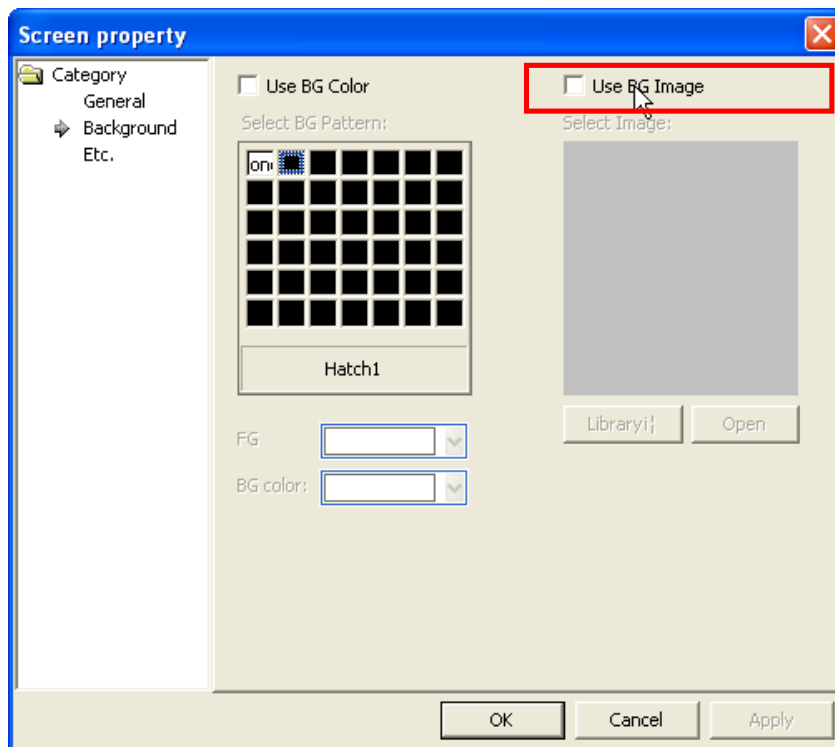 Screen property
Category
General
Background
Etc.
Use BG Color
Select BG Pattern:
Hatch1
FG
BG color:
Use BG Image
Select Image:
Libraryi¦
Open
OK
Cancel
Apply